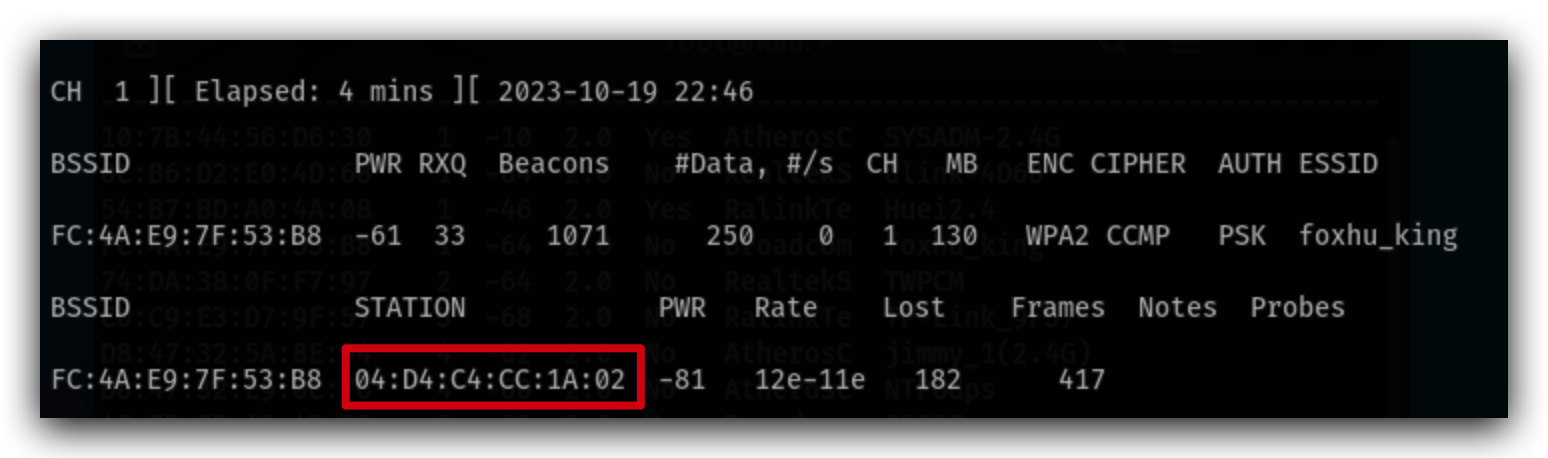 CH 1 ][ Elapsed: 4 mins ][ 2023-10-19 22:46
BSSID PWR RXQ Beacons #Data, #/s CH MB ENC CIPHER AUTH ESSID
FC:4A:E9:7F:53:B8 -61 33 1071 250 0 1 130 WPA2 CCMP PSK foxhu_king
BSSID STATION PWR Rate Lost Frames Notes Probes
FC:4A:E9:7F:53:B8 04:D4:C4:CC:1A:02 -81 12e-11e 182 417